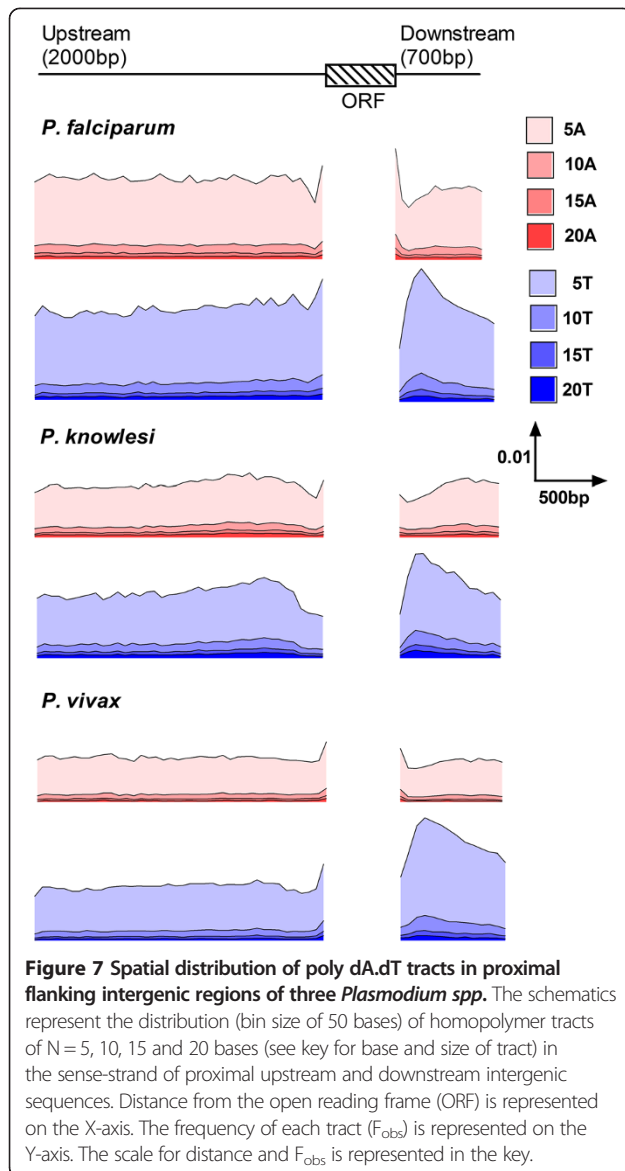 Upstream
(2000bp)
Downstream
(700bp)
ORF
P. falciparum
5A
10A
15A
20A
5T
10T
15T
20T
0.01
500bp
P. knowlesi
P. vivax
Figure 7 Spatial distribution of poly dA.dT tracts in proximal
flanking intergenic regions of three Plasmodium spp. The schematics
represent the distribution (bin size of 50 bases) of homopolymer tracts
of N = 5, 10, 15 and 20 bases (see key for base and size of tract) in
the sense-strand of proximal upstream and downstream intergenic
sequences. Distance from the open reading frame (ORF) is represented
on the X-axis. The frequency of each tract (Fobs) is represented on the
Y-axis. The scale for distance and Fobs is represented in the key.